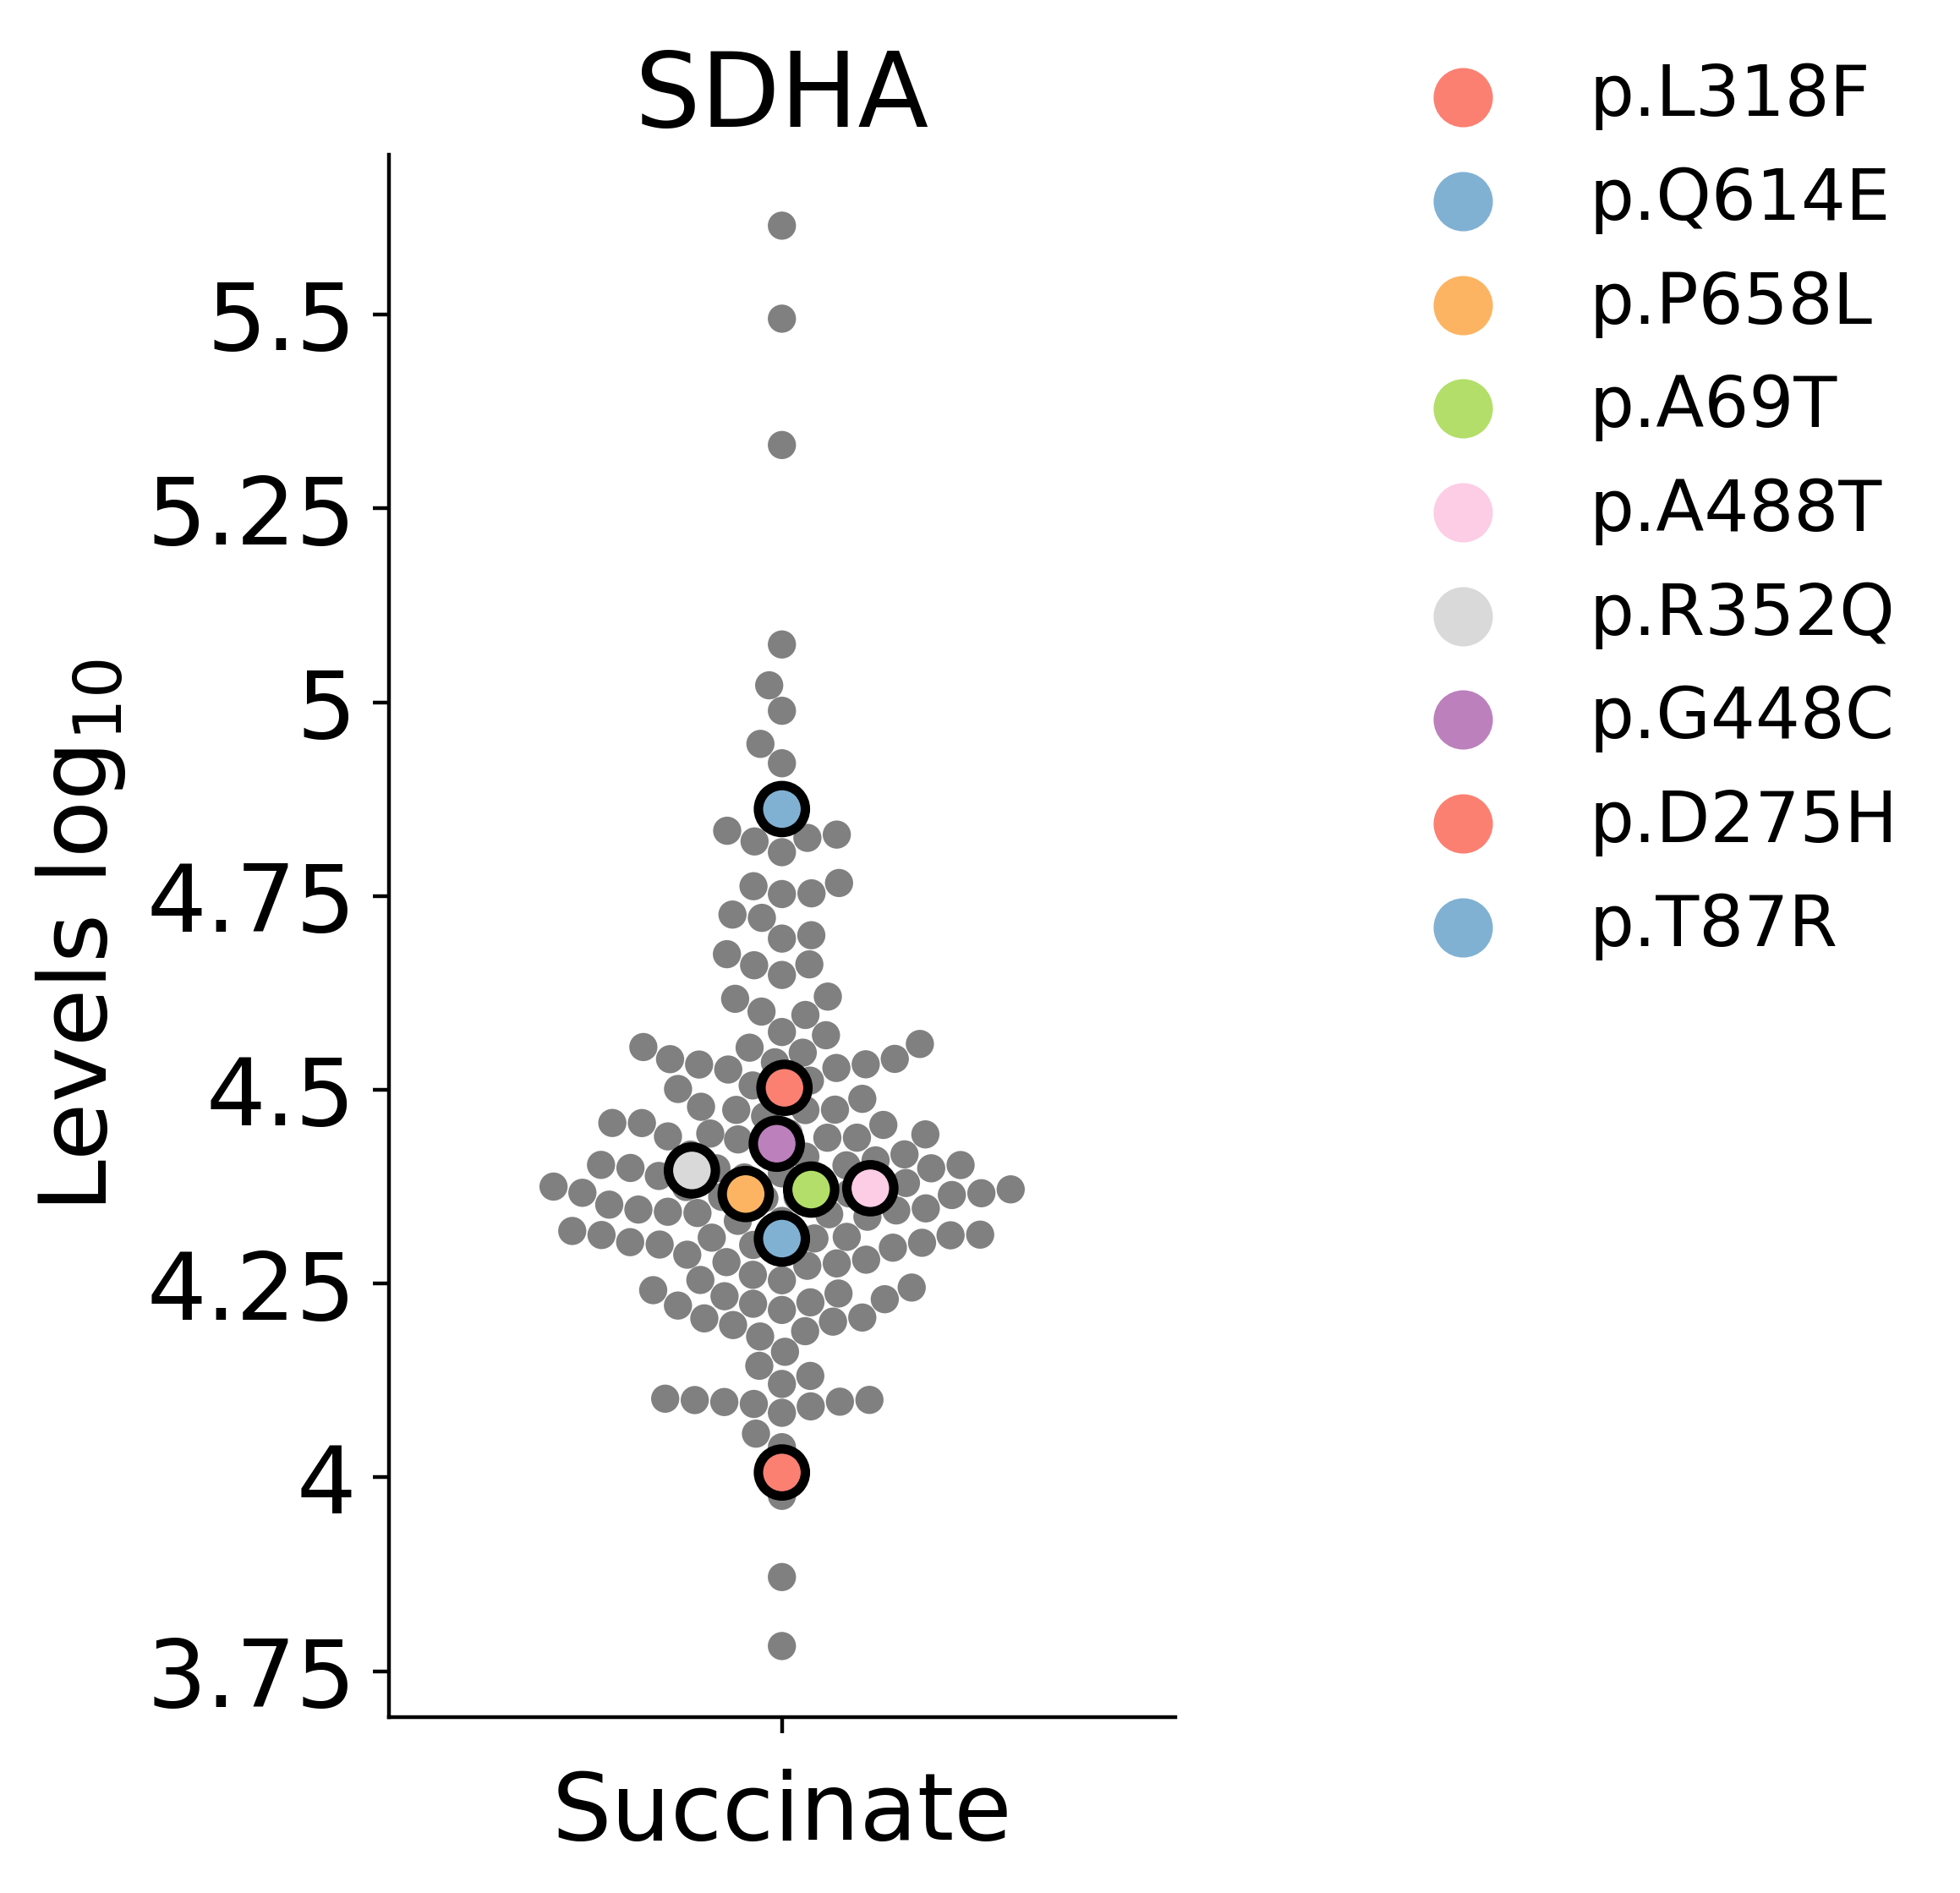 SDHA
Levels log₁₀
5.5
5.25
5
4.75
4.5
4.25
4
3.75
Succinate
p.L318F
p.Q614E
p.P658L
p.A69T
p.A488T
p.R352Q
p.G448C
p.D275H
p.T87R